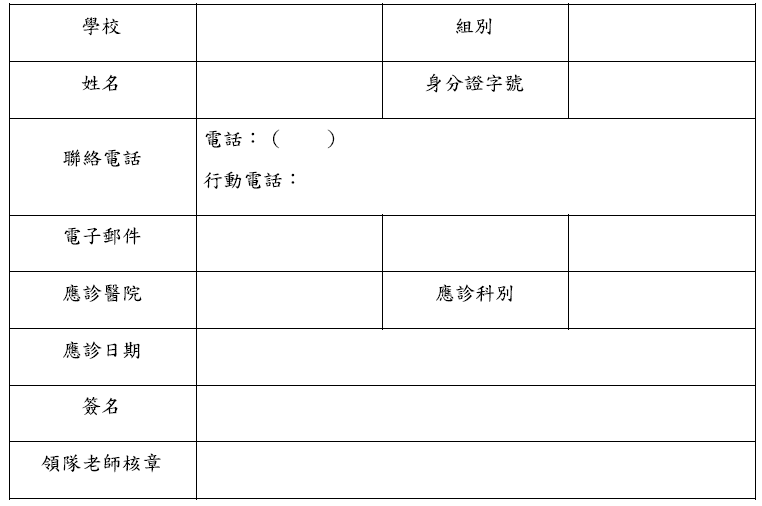 學校 組別
姓名 身分證字號
聯絡電話 電話：（　　）
行動電話：
電子郵件
應診醫院 應診科別
應診日期
簽名
領隊老師核章